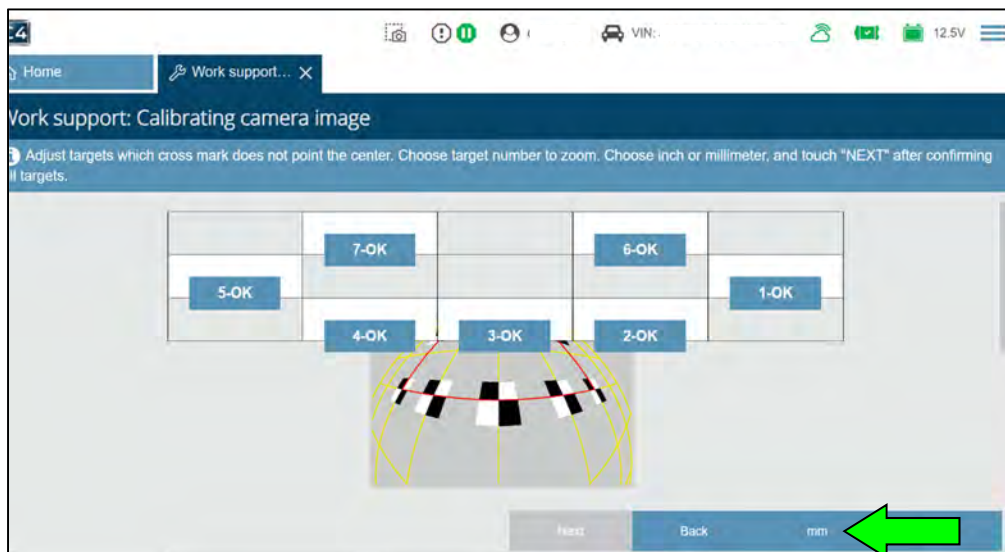 VIN:
12.5V
Home
Work support...
Work support: Calibrating camera image
Adjust targets which cross mark does not point the center. Choose target number to zoom. Choose inch or millimeter, and touch "NEXT" after confirming
all targets.
7-OK 6-OK
5-OK 1-OK
4-OK 3-OK 2-OK
Next Back mm